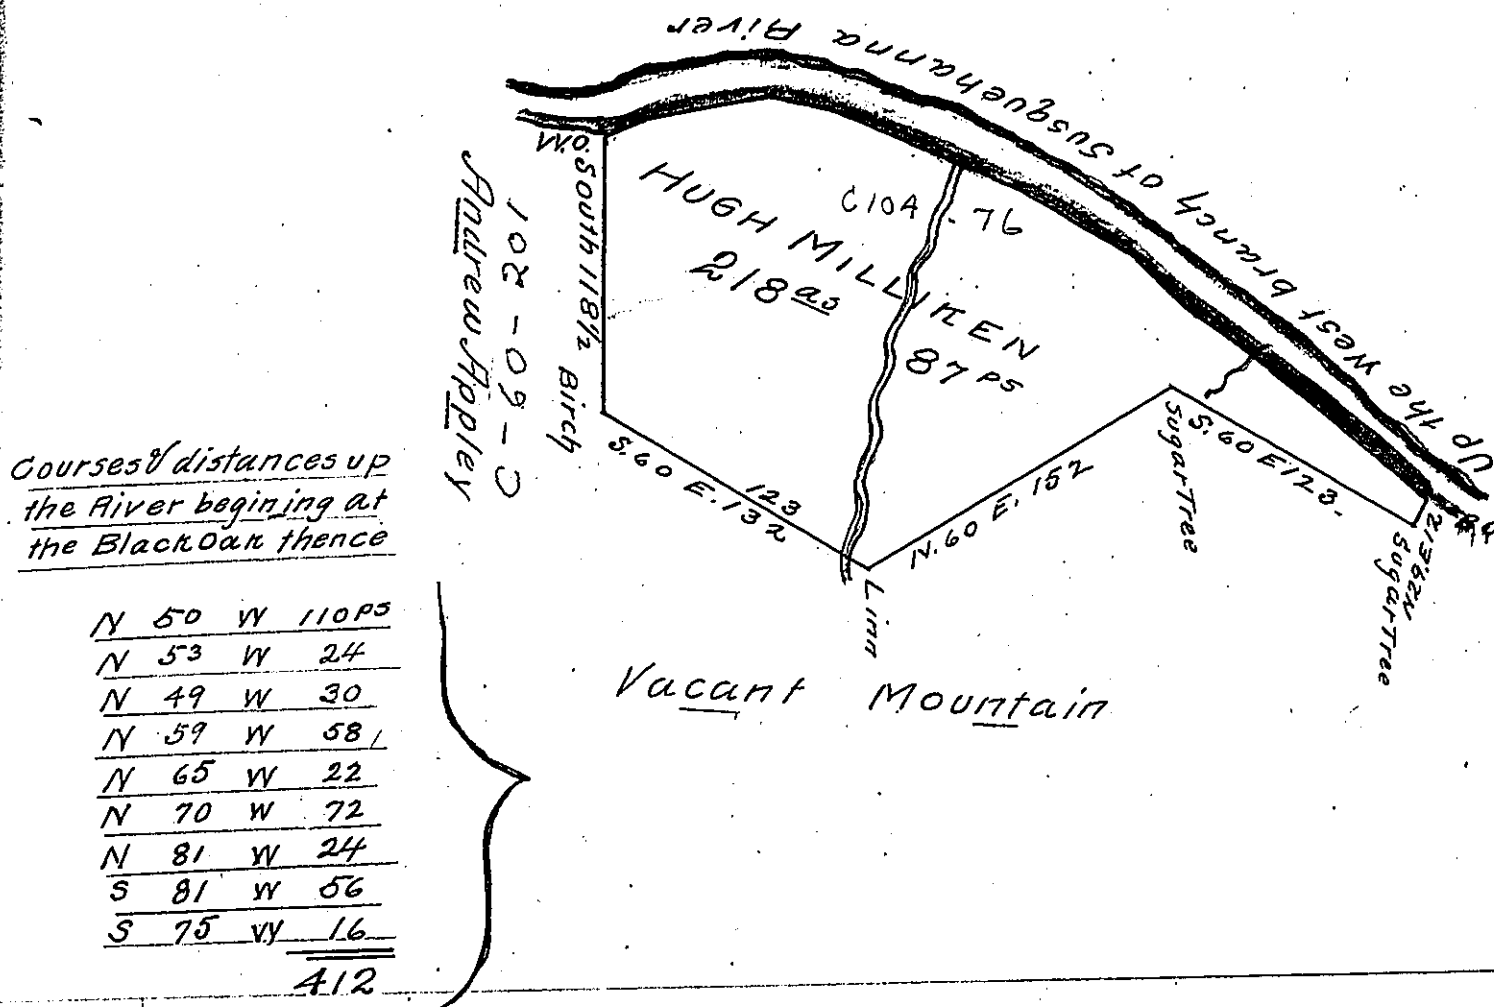 Up the West branch of Susquehanna River
W.O.
South 118½
Birch
C104-76
HUGH MILLIKEN
218 as
87 ps
Andrew Appley
S. 60 E. 132
123
Linn
N. 60 E. 152
Sugar Tree
S. 60 E 123.
Sugar Tree
Vacant Mountain
Courses & distances up
the River begining at
the Black Oak thence
N 50 W 110 ps
N 53 W 24
N 49 W 30
N 59 W 58
N 65 W 22
N 70 W 72
N 81 W 24
S 81 W 56
S 75 W 16
412